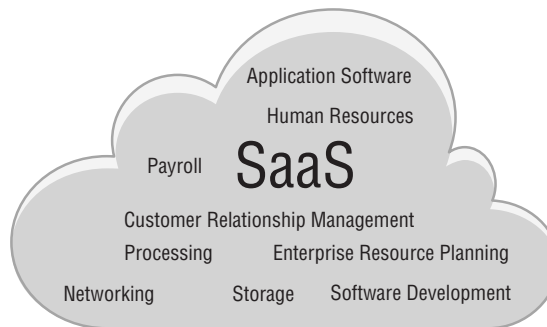 Application Software
Human Resources
Payroll SaaS
Customer Relationship Management
Processing Enterprise Resource Planning
Networking Storage Software Development